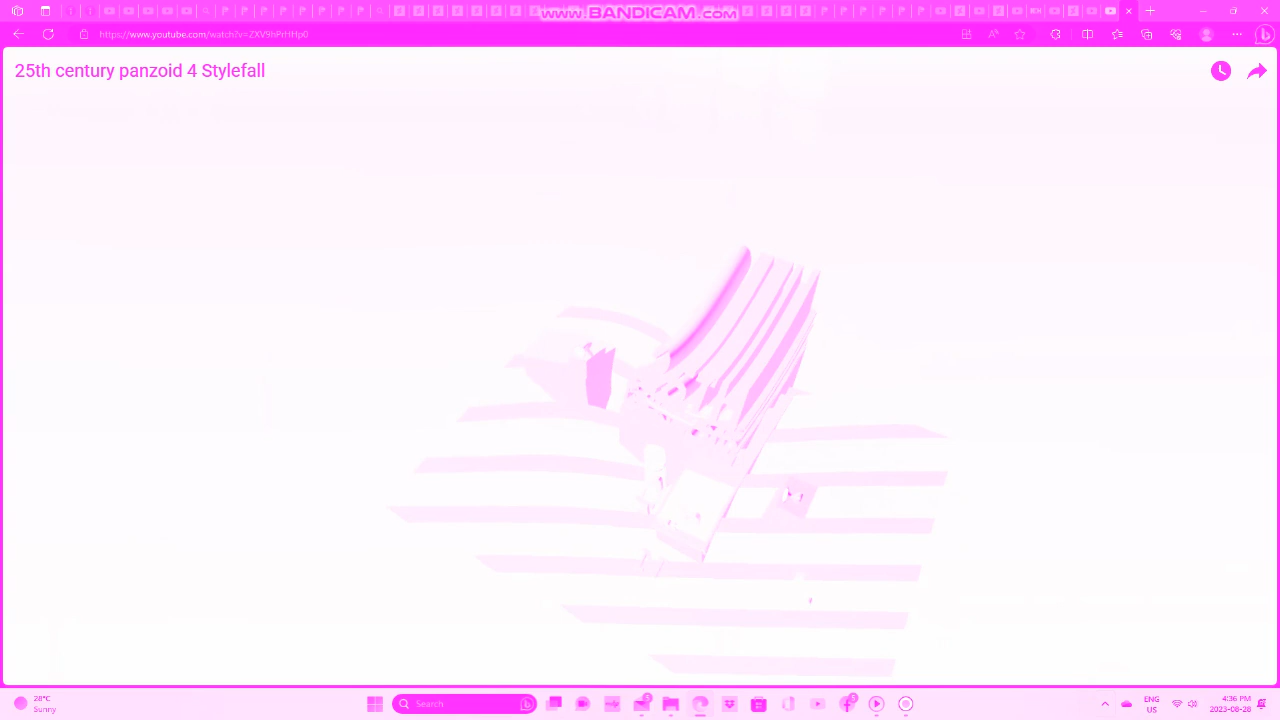 www.BANDICAM.com
https://www.youtube.com/watch?v=ZXV9hPrHHp0
25th century panzoid 4 Stylefall
28°C
Sunny
Search
5
ENG
US
4:36 PM
2023-08-28